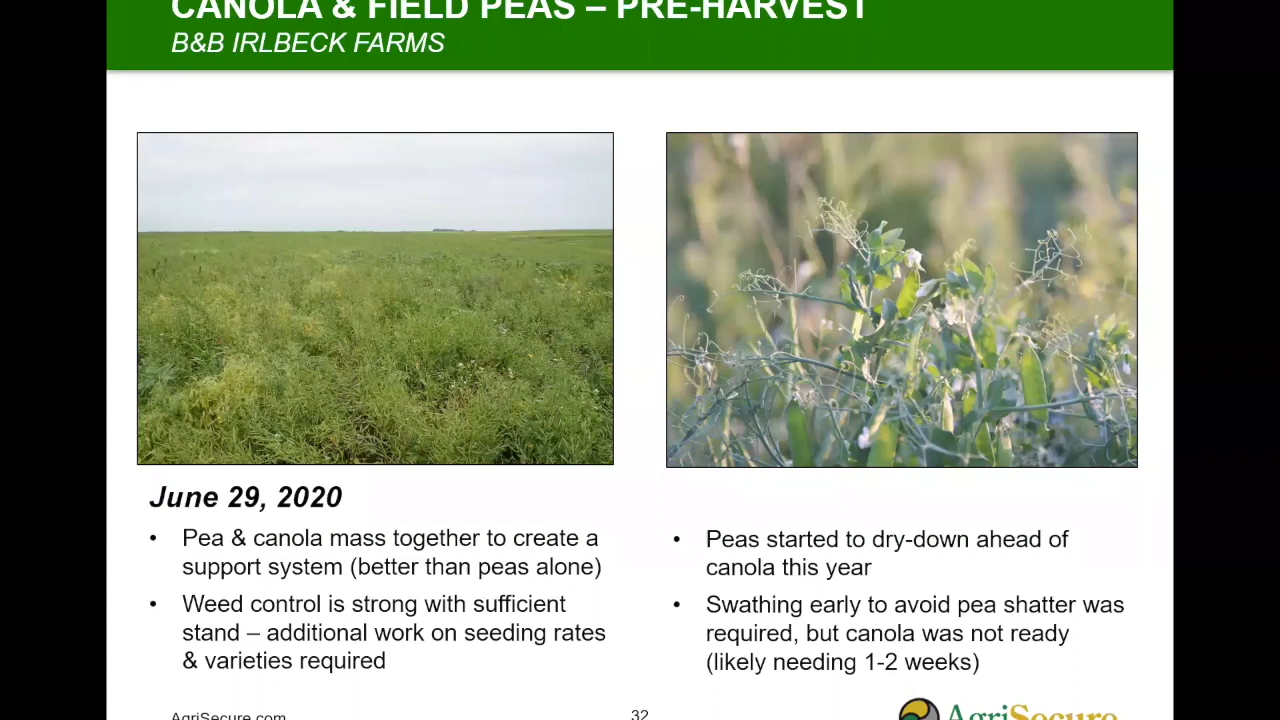 CANOLA & FIELD PEAS – PRE-HARVEST
B&B IRLBECK FARMS
June 29, 2020
• Pea & canola mass together to create a
support system (better than peas alone)
• Weed control is strong with sufficient
stand – additional work on seeding rates
& varieties required
• Peas started to dry-down ahead of
canola this year
• Swathing early to avoid pea shatter was
required, but canola was not ready
(likely needing 1-2 weeks)
AgriSecure.com
32
AgriSecure